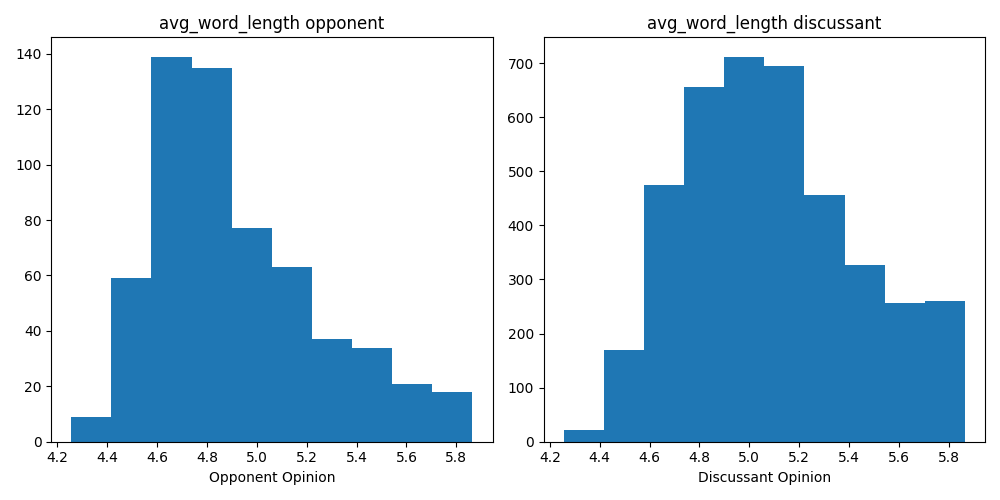 avg_word_length opponent
140
120
100
80
60
40
20
0
4.2 4.4 4.6 4.8 5.0 5.2 5.4 5.6 5.8
Opponent Opinion
avg_word_length discussant
700
600
500
400
300
200
100
0
4.2 4.4 4.6 4.8 5.0 5.2 5.4 5.6 5.8
Discussant Opinion